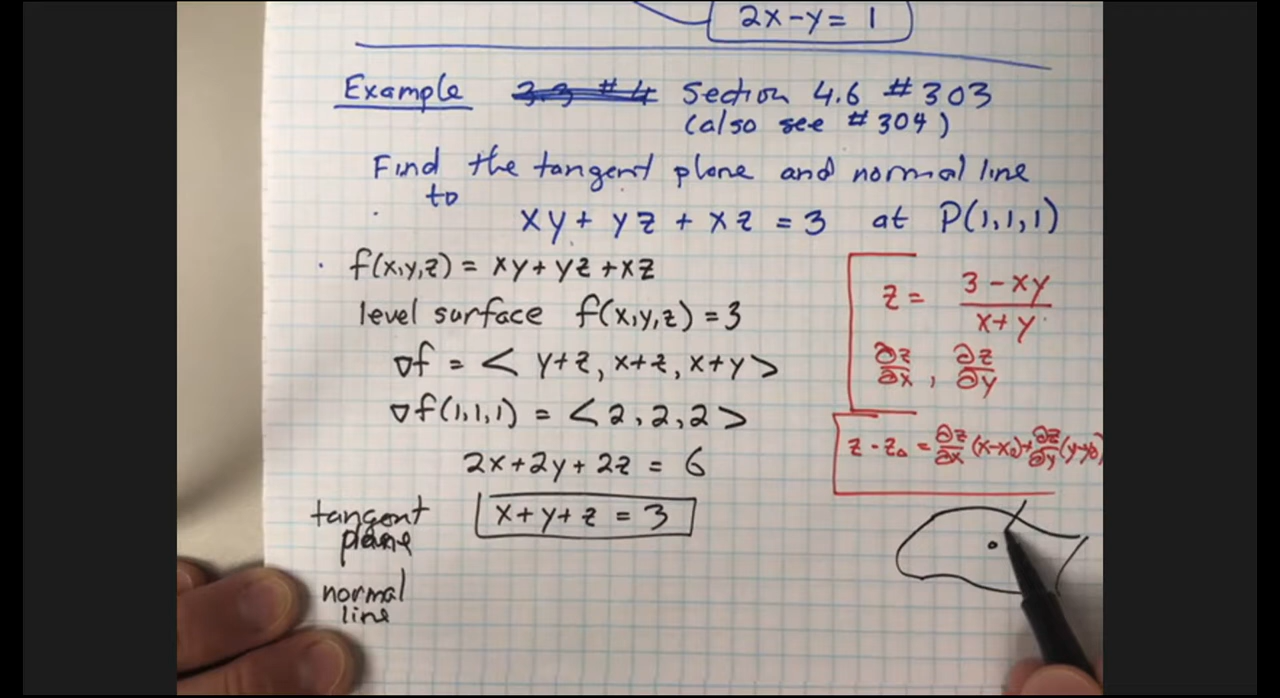 2x-y= 1
Example 3.3 #4 Section 4.6 #303
(also see #304)
Find the tangent plane and normal line
to
xy + yz + xz = 3 at P(1,1,1)
f(x,y,z) = xy+yz+xz
level surface f(x,y,z) = 3
∇f = < y+z, x+z, x+y >
∇f(1,1,1) = < 2, 2, 2 >
2x+2y+2z = 6
tangent plane
x+y+z = 3
normal line
z = (3-xy)/(x+y)
∂z/∂x, ∂z/∂y
z-z₀ = ∂z/∂x (x-x₀)+ ∂z/∂y (y-y₀)